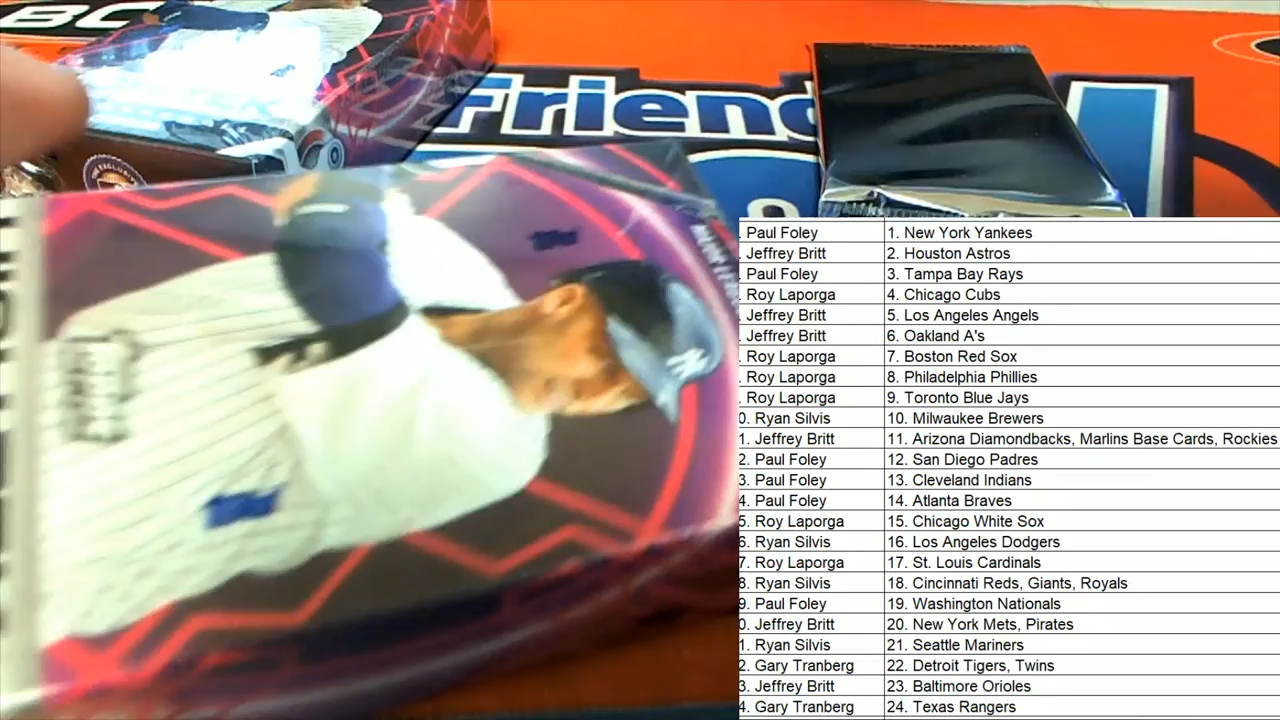 BC
Friend
Paul Foley 1. New York Yankees
Jeffrey Britt 2. Houston Astros
Paul Foley 3. Tampa Bay Rays
Roy Laporga 4. Chicago Cubs
Jeffrey Britt 5. Los Angeles Angels
Jeffrey Britt 6. Oakland A's
Roy Laporga 7. Boston Red Sox
Roy Laporga 8. Philadelphia Phillies
Roy Laporga 9. Toronto Blue Jays
0. Ryan Silvis 10. Milwaukee Brewers
1. Jeffrey Britt 11. Arizona Diamondbacks, Marlins Base Cards, Rockies
2. Paul Foley 12. San Diego Padres
3. Paul Foley 13. Cleveland Indians
4. Paul Foley 14. Atlanta Braves
5. Roy Laporga 15. Chicago White Sox
6. Ryan Silvis 16. Los Angeles Dodgers
7. Roy Laporga 17. St. Louis Cardinals
8. Ryan Silvis 18. Cincinnati Reds, Giants, Royals
9. Paul Foley 19. Washington Nationals
0. Jeffrey Britt 20. New York Mets, Pirates
1. Ryan Silvis 21. Seattle Mariners
2. Gary Tranberg 22. Detroit Tigers, Twins
3. Jeffrey Britt 23. Baltimore Orioles
4. Gary Tranberg 24. Texas Rangers